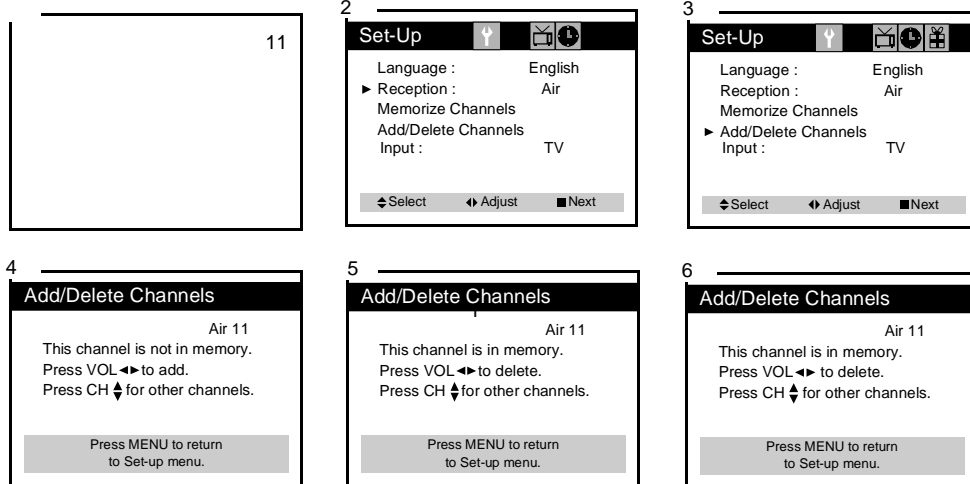 11
2
Set-Up
Language : English
► Reception : Air
Memorize Channels
Add/Delete Channels
Input : TV
Select Adjust Next
3
Set-Up
Language : English
Reception : Air
Memorize Channels
► Add/Delete Channels
Input : TV
Select Adjust Next
4
Add/Delete Channels
Air 11
This channel is not in memory.
Press VOL◄►to add.
Press CH ▲▼ for other channels.
Press MENU to return
to Set-up menu.
5
Add/Delete Channels
Air 11
This channel is in memory.
Press VOL◄►to delete.
Press CH ▲▼for other channels.
Press MENU to return
to Set-up menu.
6
Add/Delete Channels
Air 11
This channel is in memory.
Press VOL◄► to delete.
Press CH ▲▼ for other channels.
Press MENU to return
to Set-up menu.